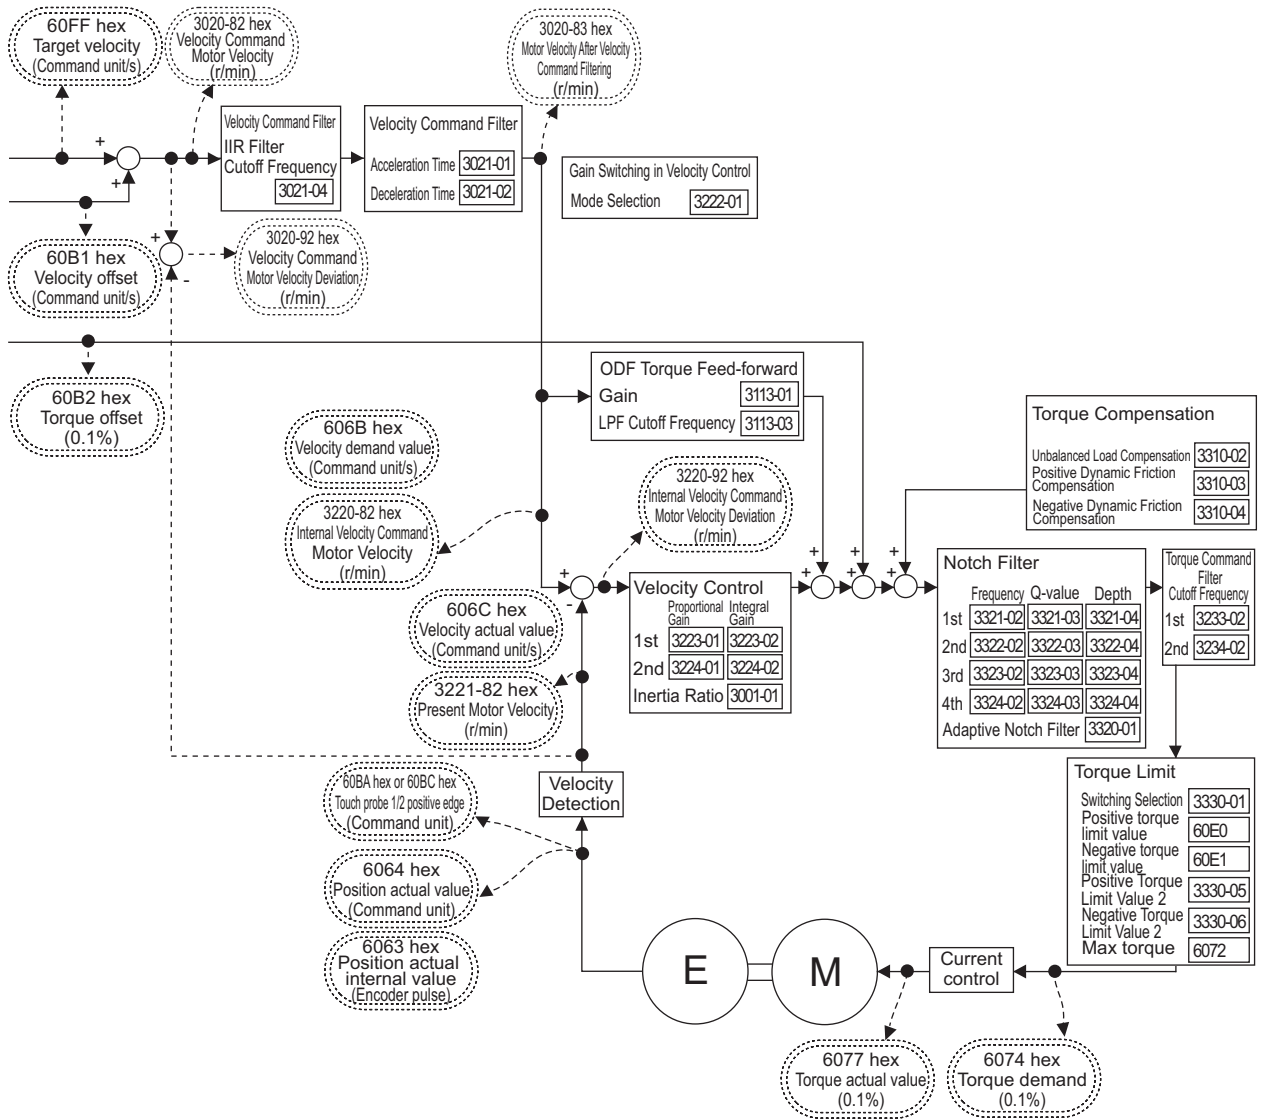 60FF hex
Target velocity
(Command unit/s)
3020-82 hex
Velocity Command
Motor Velocity
(r/min)
3020-83 hex
Motor Velocity After Velocity
Command Filtering
(r/min)
+
+
Velocity Command Filter
IIR Filter
Cutoff Frequency
3021-04
Velocity Command Filter
Acceleration Time 3021-01
Deceleration Time 3021-02
Gain Switching in Velocity Control
Mode Selection 3222-01
60B1 hex
Velocity offset
(Command unit/s)
+
-
3020-92 hex
Velocity Command
Motor Velocity Deviation
(r/min)
60B2 hex
Torque offset
(0.1%)
ODF Torque Feed-forward
Gain 3113-01
LPF Cutoff Frequency 3113-03
Torque Compensation
Unbalanced Load Compensation 3310-02
Positive Dynamic Friction
Compensation 3310-03
Negative Dynamic Friction
Compensation 3310-04
606B hex
Velocity demand value
(Command unit/s)
3220-82 hex
Internal Velocity Command
Motor Velocity
(r/min)
3220-92 hex
Internal Velocity Command
Motor Velocity Deviation
(r/min)
606C hex
Velocity actual value
(Command unit/s)
3221-82 hex
Present Motor Velocity
(r/min)
+
-
Velocity Control
Proportional Integral
Gain Gain
1st 3223-01 3223-02
2nd 3224-01 3224-02
Inertia Ratio 3001-01
+ + +
+ + +
Notch Filter
Frequency Q-value Depth
1st 3321-02 3321-03 3321-04
2nd 3322-02 3322-03 3322-04
3rd 3323-02 3323-03 3323-04
4th 3324-02 3324-03 3324-04
Adaptive Notch Filter 3320-01
Torque Command
Filter
Cutoff Frequency
1st 3233-02
2nd 3234-02
Torque Limit
Switching Selection 3330-01
Positive torque
limit value 60E0
Negative torque
limit value 60E1
Positive Torque
Limit Value 2 3330-05
Negative Torque
Limit Value 2 3330-06
Max torque 6072
Velocity
Detection
60BA hex or 60BC hex
Touch probe 1/2 positive edge
(Command unit)
6064 hex
Position actual value
(Command unit)
6063 hex
Position actual
internal value
(Encoder pulse)
E
M
Current
control
6077 hex
Torque actual value
(0.1%)
6074 hex
Torque demand
(0.1%)